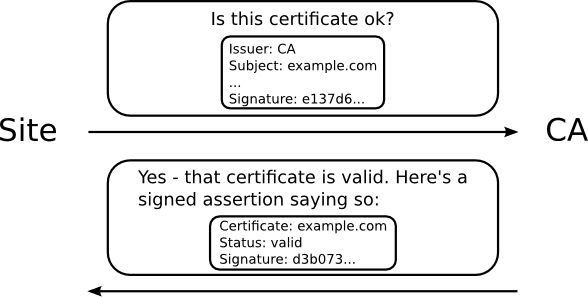 Is this certificate ok?
Issuer: CA
Subject: example.com
...
Signature: e137d6...
Site
CA
Yes - that certificate is valid. Here's a
signed assertion saying so:
Certificate: example.com
Status: valid
Signature: d3b073...